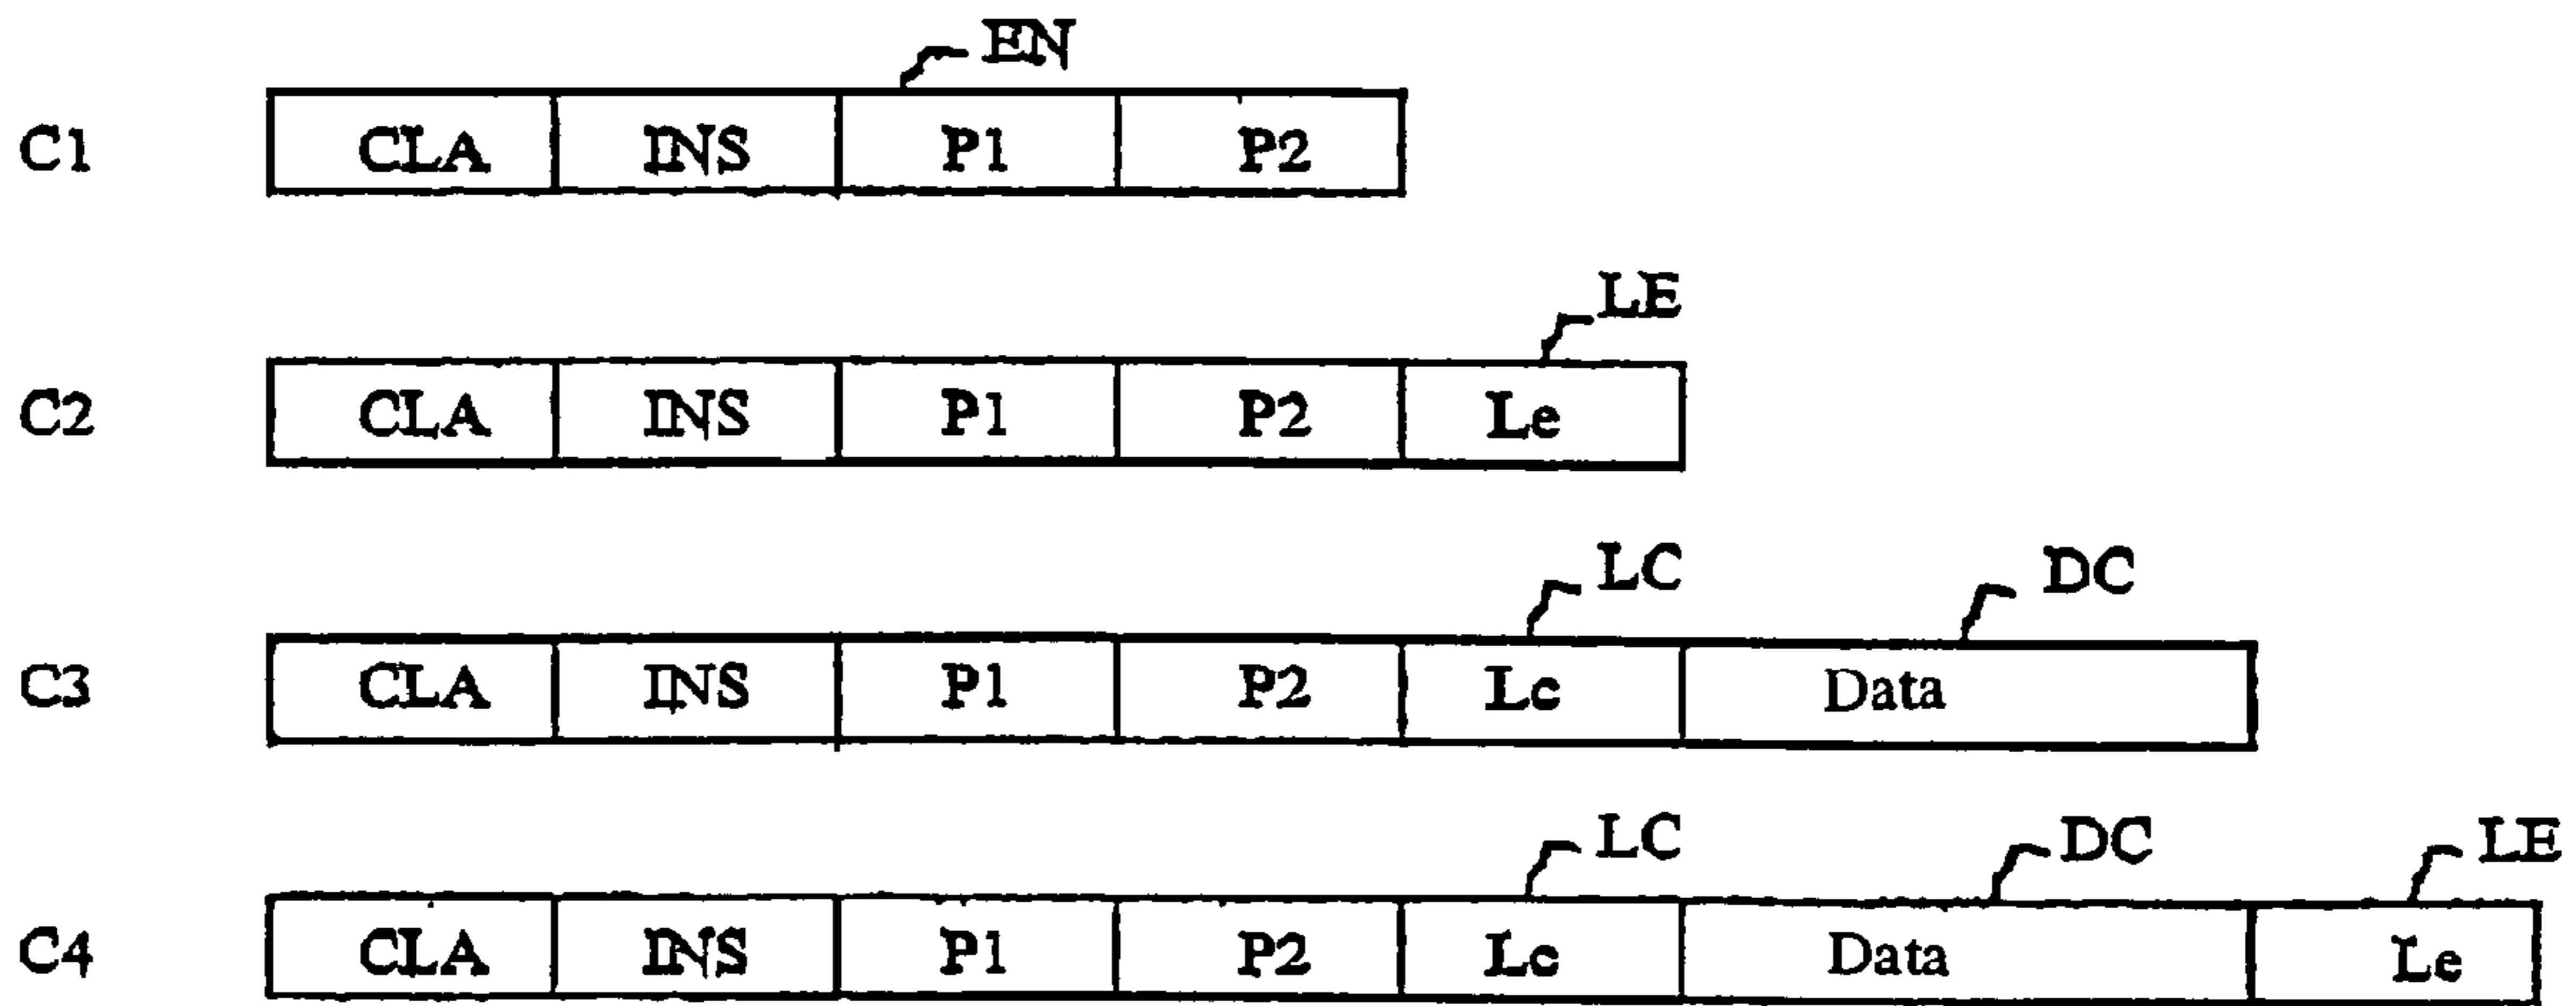 EN
C1 CLA INS P1 P2
LE
C2 CLA INS P1 P2 Le
LC DC
C3 CLA INS P1 P2 Lc Data
LC DC LE
C4 CLA INS P1 P2 Lc Data Le